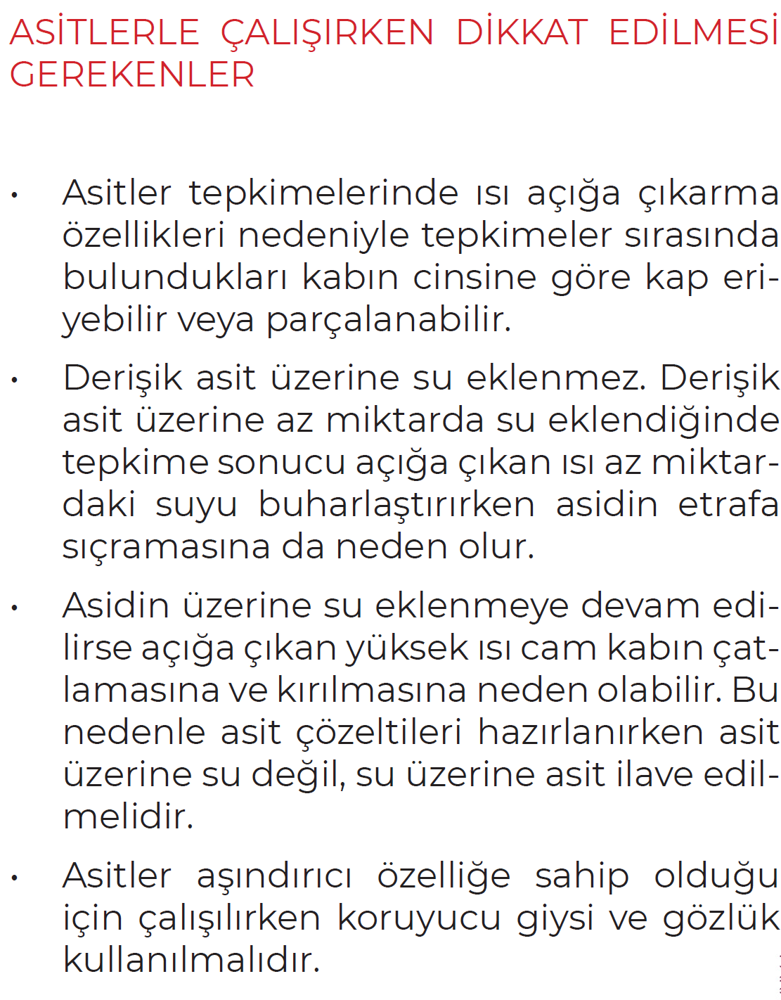 ASİTLERLE ÇALIŞIRKEN DİKKAT EDİLMESİ
GEREKENLER
• Asitler tepkimelerinde ısı açığa çıkarma
özellikleri nedeniyle tepkimeler sırasında
bulundukları kabın cinsine göre kap eri-
yebilir veya parçalanabilir.
• Derişik asit üzerine su eklenmez. Derişik
asit üzerine az miktarda su eklendiğinde
tepkime sonucu açığa çıkan ısı az miktar-
daki suyu buharlaştırırken asidin etrafa
sıçramasına da neden olur.
• Asidin üzerine su eklenmeye devam edi-
lirse açığa çıkan yüksek ısı cam kabın çat-
lamasına ve kırılmasına neden olabilir. Bu
nedenle asit çözeltileri hazırlanırken asit
üzerine su değil, su üzerine asit ilave edil-
melidir.
• Asitler aşındırıcı özelliğe sahip olduğu
için çalışılırken koruyucu giysi ve gözlük
kullanılmalıdır.